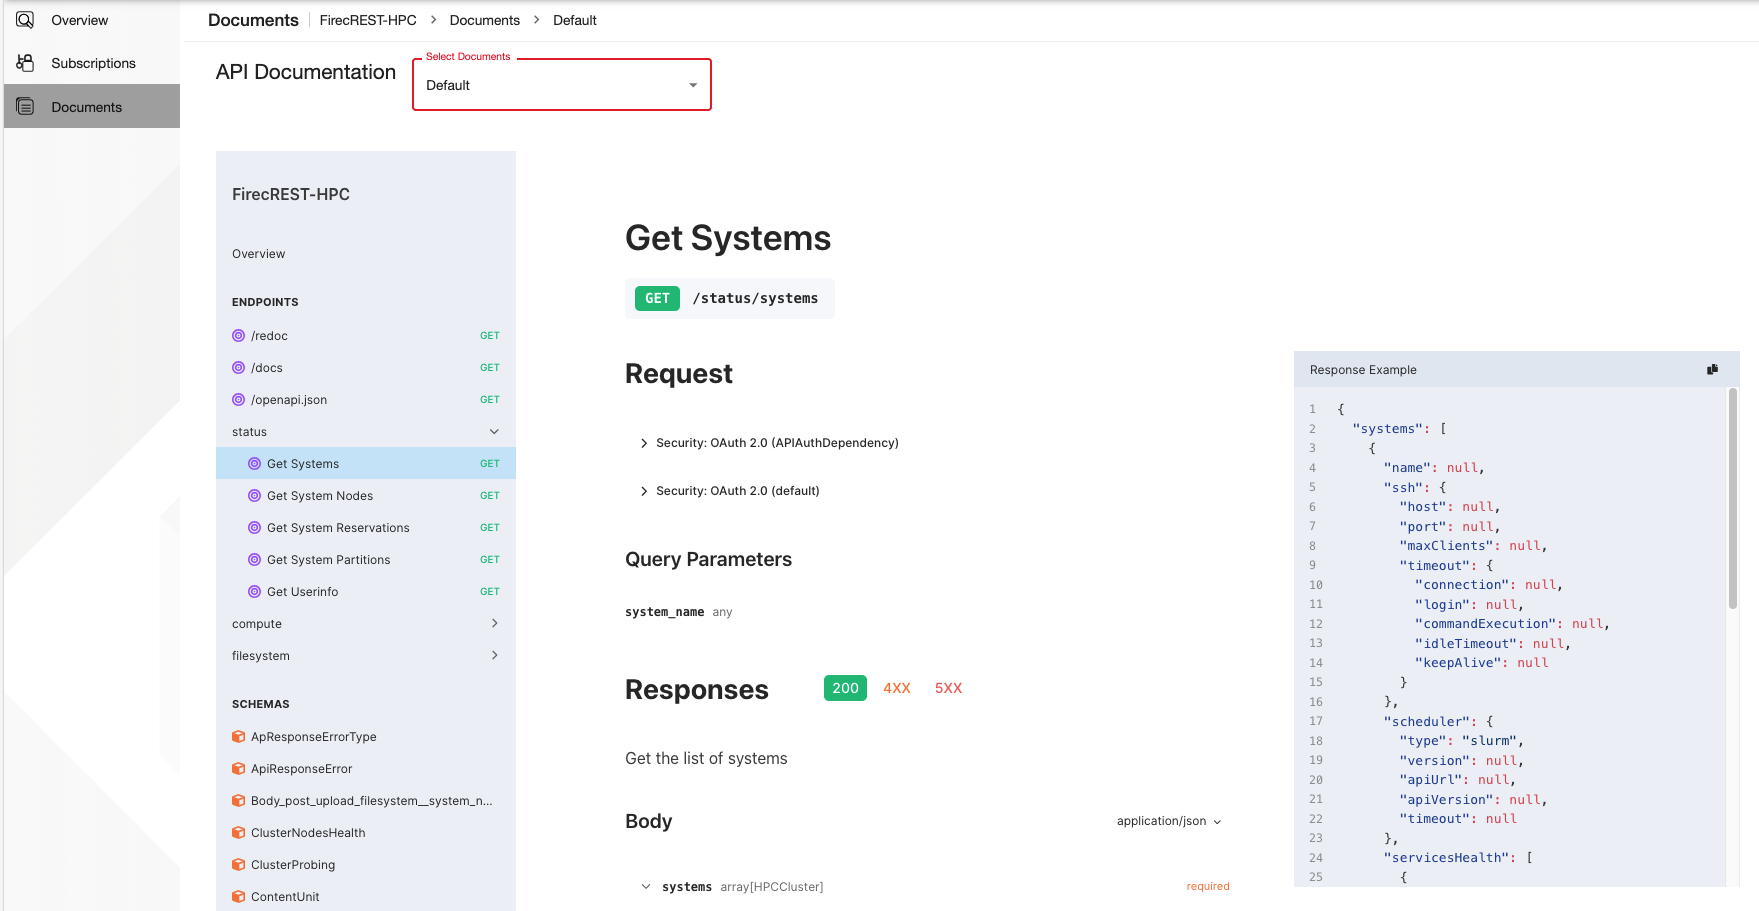 Overview
Subscriptions
Documents
Documents FirecREST-HPC > Documents > Default
API Documentation
Select Documents
Default
FirecREST-HPC
Overview
ENDPOINTS
/redoc GET
/docs GET
/openapi.json GET
status
Get Systems GET
Get System Nodes GET
Get System Reservations GET
Get System Partitions GET
Get Userinfo GET
compute
filesystem
SCHEMAS
ApResponseErrorType
ApiResponseError
Body_post_upload_filesystem__system_n...
ClusterNodesHealth
ClusterProbing
ContentUnit
Get Systems
GET /status/systems
Request
Security: OAuth 2.0 (APIAuthDependency)
Security: OAuth 2.0 (default)
Query Parameters
system_name any
Responses 200 4XX 5XX
Get the list of systems
Body application/json
systems array[HPCCluster] required
Response Example
1 {
2 "systems": [
3 {
4 "name": null,
5 "ssh": {
6 "host": null,
7 "port": null,
8 "maxClients": null,
9 "timeout": {
10 "connection": null,
11 "login": null,
12 "commandExecution": null,
13 "idleTimeout": null,
14 "keepAlive": null
15 }
16 },
17 "scheduler": {
18 "type": "slurm",
19 "version": null,
20 "apiUrl": null,
21 "apiVersion": null,
22 "timeout": null
23 },
24 "servicesHealth": [
25 {